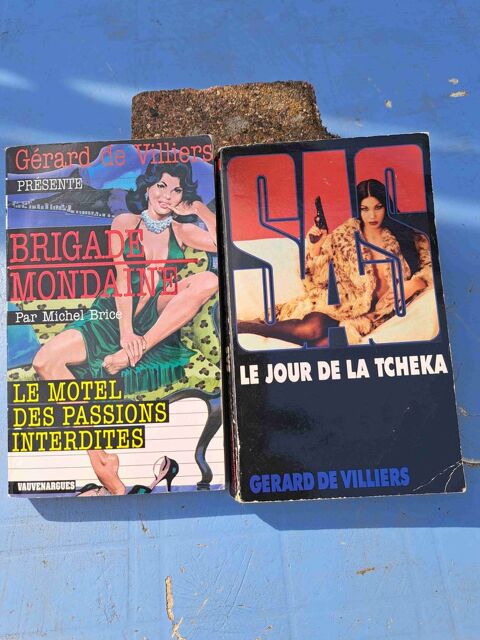 Gérard de Villiers
PRÉSENTE
BRIGADE
MONDAINE
Par Michel Brice
LE MOTEL
DES PASSIONS
INTERDITES
VAUVENARGUES
SAS
LE JOUR DE LA TCHEKA
GERARD DE VILLIERS